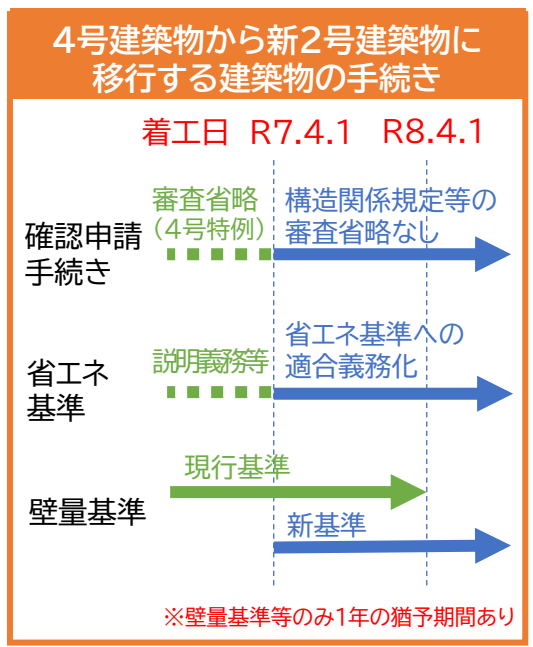 4号建築物から新2号建築物に
移行する建築物の手続き
着工日 R7.4.1 R8.4.1
確認申請
手続き
審査省略
(4号特例)
構造関係規定等の
審査省略なし
省エネ
基準
説明義務等
省エネ基準への
適合義務化
壁量基準
現行基準
新基準
※壁量基準等のみ1年の猶予期間あり